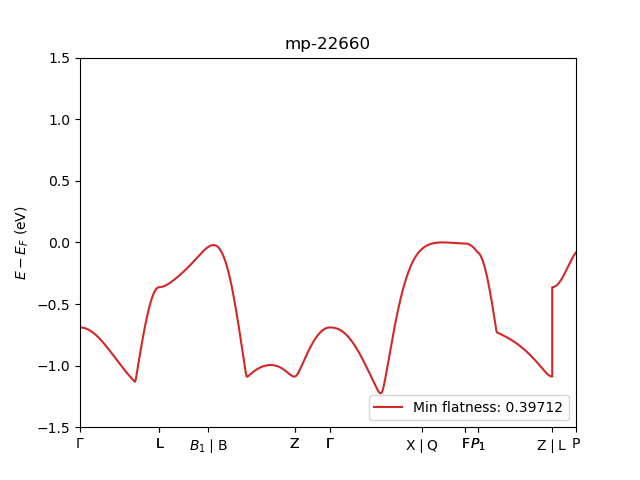 mp-22660
E − E_F (eV)
1.5
1.0
0.5
0.0
−0.5
−1.0
−1.5
Min flatness: 0.39712
Γ L B₁ | B Z Γ X | Q F P₁ Z | L P